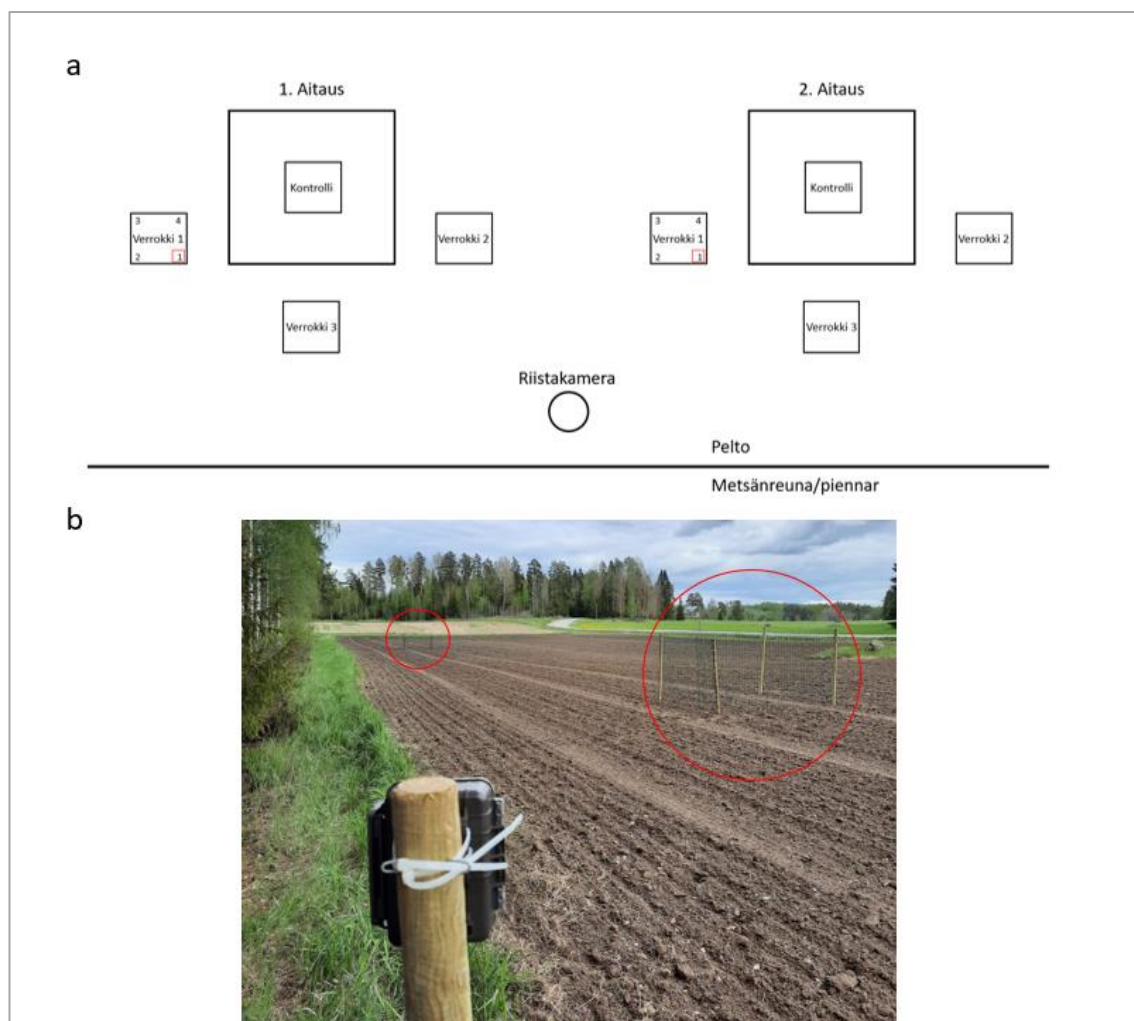 a
1. Aitaus
2. Aitaus
Kontrolli
Kontrolli
3 4
Verrokki 1
2 1
Verrokki 2
3 4
Verrokki 1
2 1
Verrokki 2
Verrokki 3
Verrokki 3
Riistakamera
Pelto
Metsänreuna/piennar
b